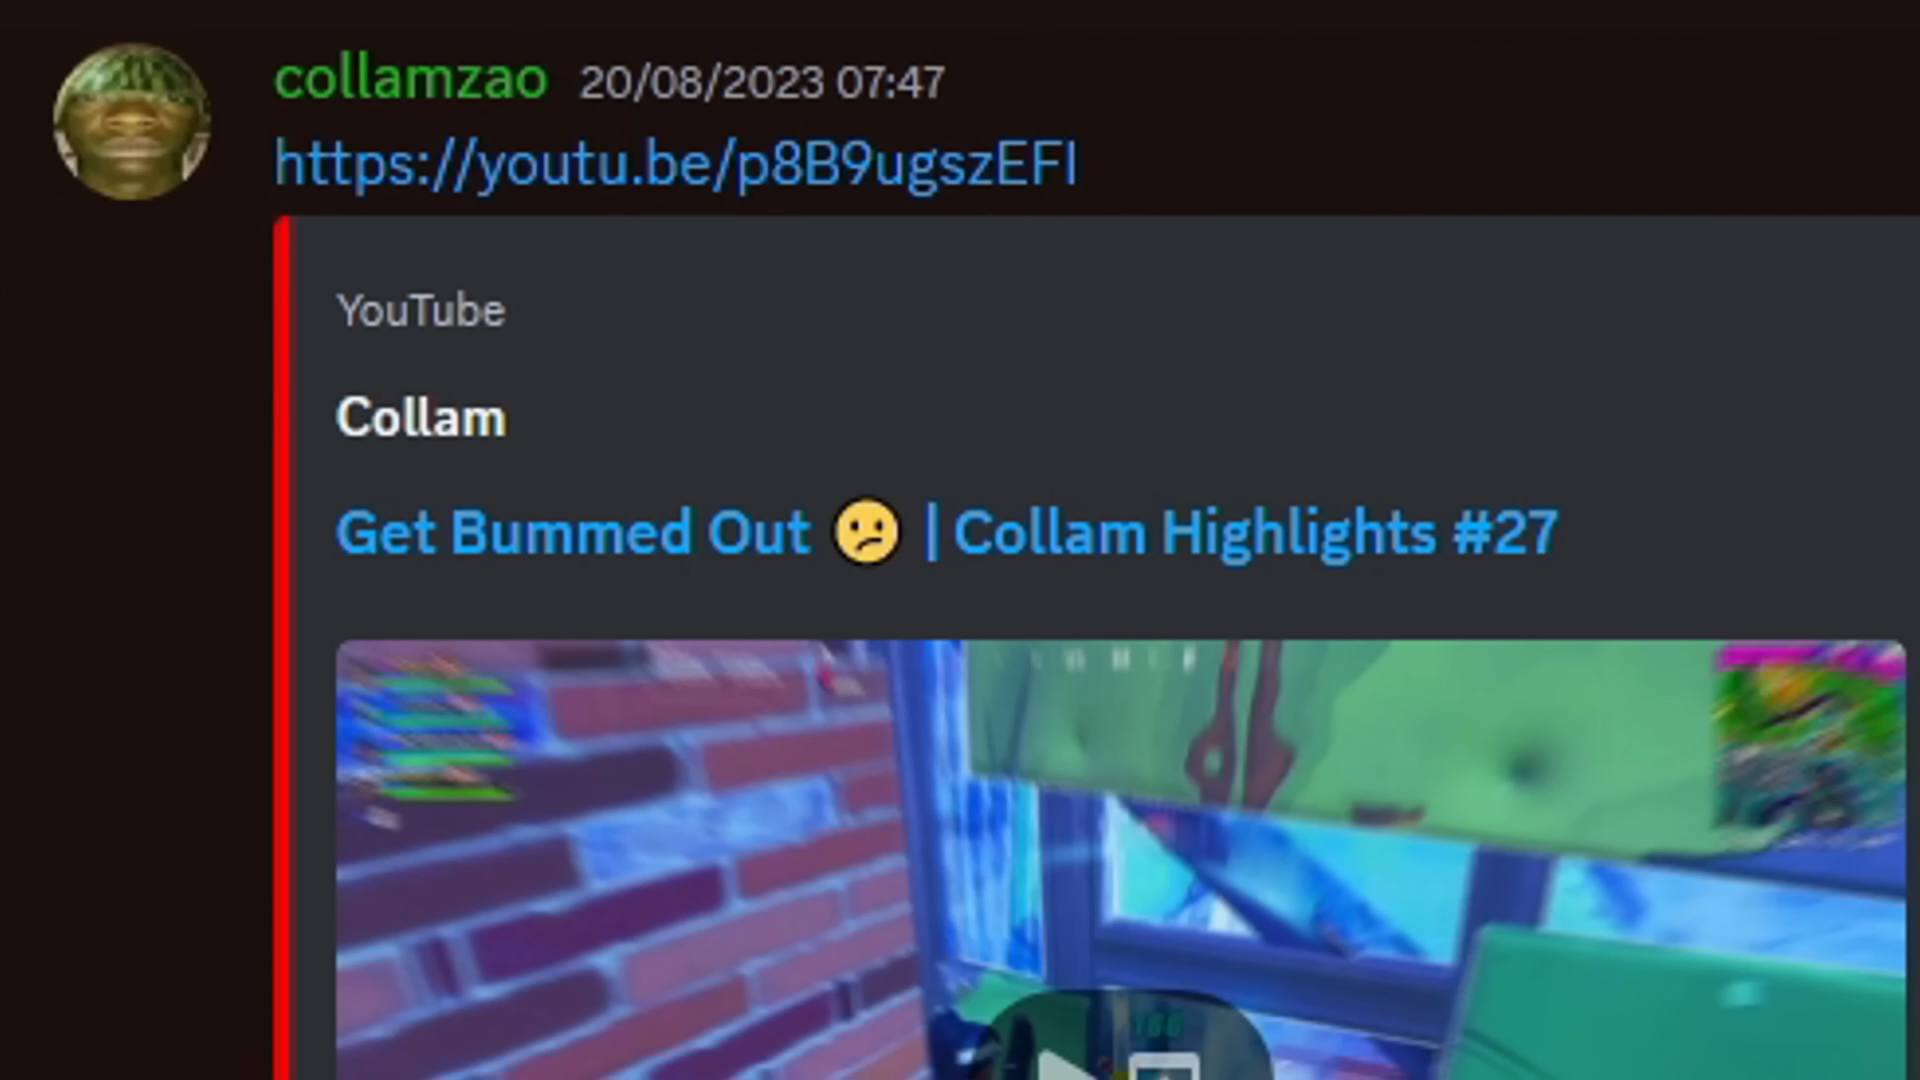 collamzao 20/08/2023 07:47
https://youtu.be/p8B9ugszEFI
YouTube
Collam
Get Bummed Out 😕 | Collam Highlights #27